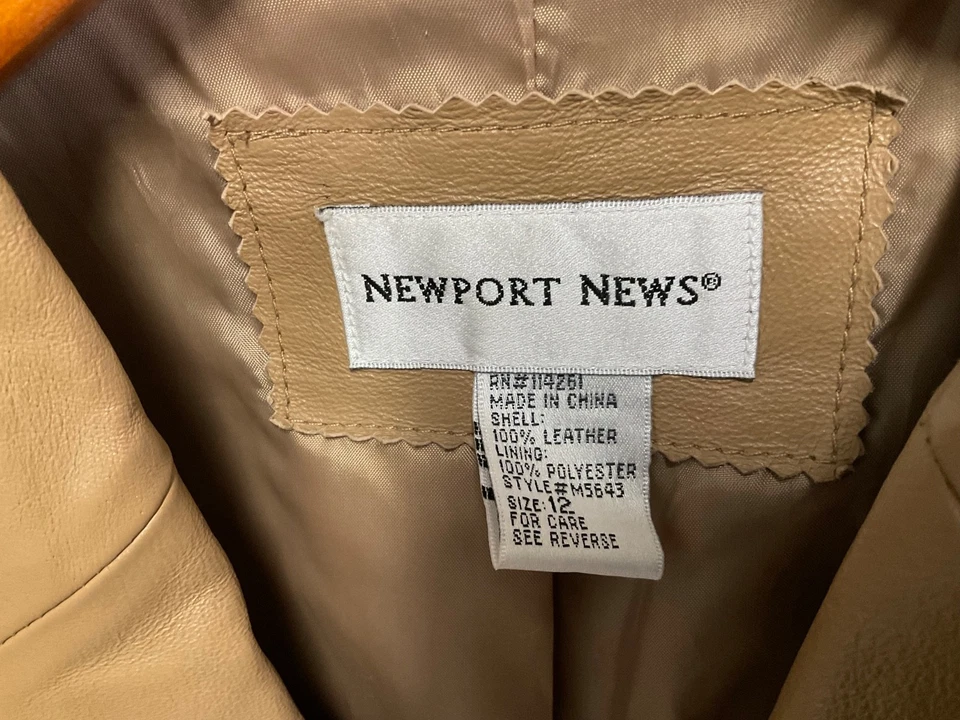 NEWPORT NEWS®
RN#114261
MADE IN CHINA
SHELL:
100% LEATHER
LINING:
100% POLYESTER
STYLE#M5643
SIZE:12
FOR CARE
SEE REVERSE